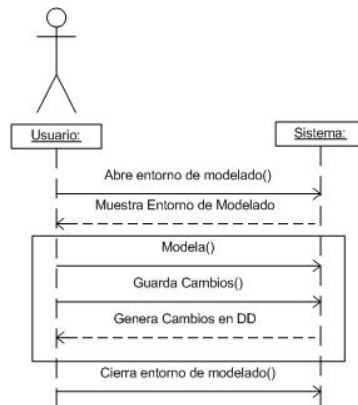 Usuario:
Sistema:
Abre entorno de modelado()
Muestra Entorno de Modelado
Modela()
Guarda Cambios()
Genera Cambios en DD
Cierra entorno de modelado()